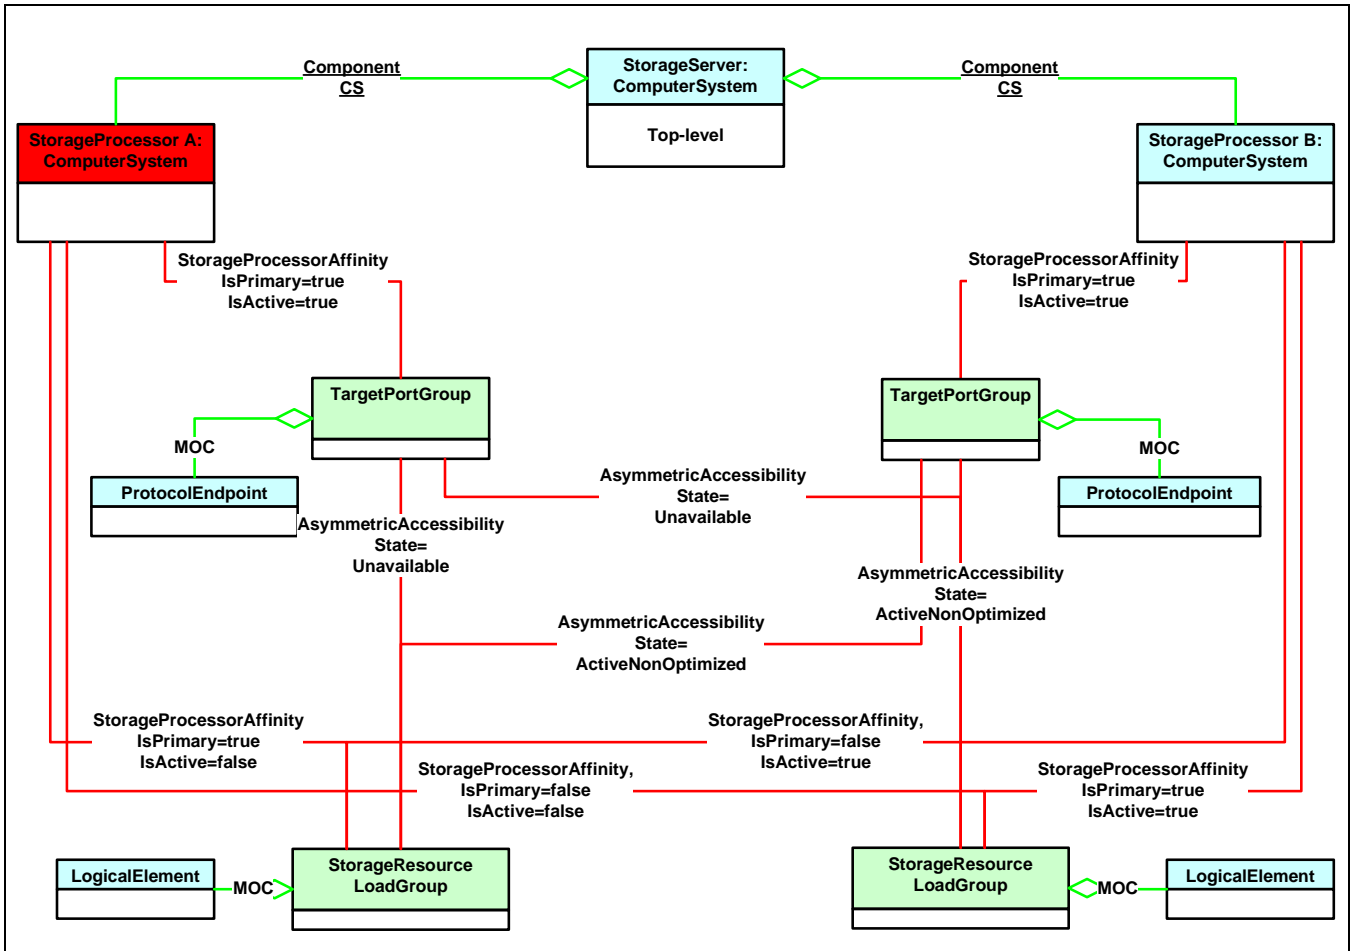 Component
CS
StorageServer:
ComputerSystem
Top-level
Component
CS
StorageProcessor A:
ComputerSystem
StorageProcessor B:
ComputerSystem
StorageProcessorAffinity
IsPrimary=true
IsActive=true
StorageProcessorAffinity
IsPrimary=true
IsActive=true
TargetPortGroup
TargetPortGroup
MOC
MOC
ProtocolEndpoint
ProtocolEndpoint
AsymmetricAccessibility
State=
Unavailable
AsymmetricAccessibility
State=
Unavailable
AsymmetricAccessibility
State=
ActiveNonOptimized
AsymmetricAccessibility
State=
ActiveNonOptimized
StorageProcessorAffinity
IsPrimary=true
IsActive=false
StorageProcessorAffinity,
IsPrimary=false
IsActive=true
StorageProcessorAffinity,
IsPrimary=false
IsActive=false
StorageProcessorAffinity
IsPrimary=true
IsActive=true
LogicalElement
MOC
StorageResource
LoadGroup
StorageResource
LoadGroup
MOC
LogicalElement